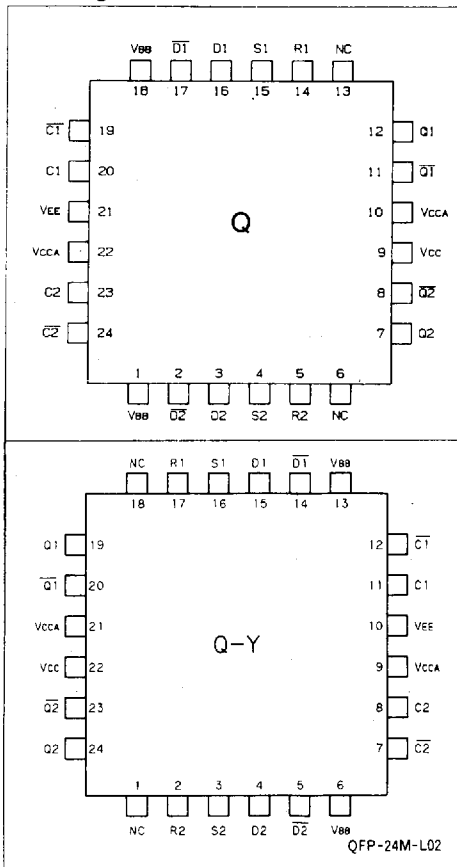 VBB D1 D1 S1 R1 NC
18 17 16 15 14 13
C1 19 12 Q1
C1 20 11 Q1
VEE 21 10 VCCA
Q
VCCA 22 9 VCC
C2 23 8 Q2
C2 24 7 Q2
1 2 3 4 5 6
VBB D2 D2 S2 R2 NC
NC R1 S1 D1 D1 VBB
18 17 16 15 14 13
Q1 19 12 C1
Q1 20 11 C1
VCCA 21 10 VEE
Q-Y
VCC 22 9 VCCA
Q2 23 8 C2
Q2 24 7 C2
1 2 3 4 5 6
NC R2 S2 D2 D2 VBB
QFP-24M-L02